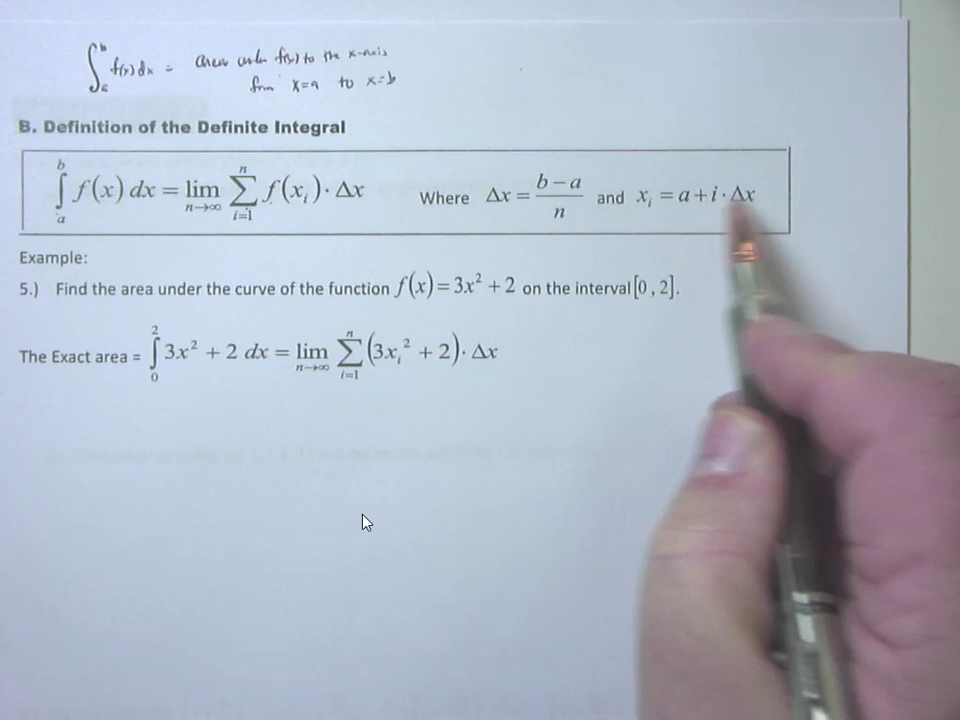 ∫_a^b f(x) dx = area under f(x) to the x-axis
from x=a to x=b
B. Definition of the Definite Integral
∫_a^b f(x) dx = lim_{n→∞} ∑_{i=1}^n f(x_i)·Δx Where Δx = (b−a)/n and x_i = a+i·Δx
Example:
5.) Find the area under the curve of the function f(x)=3x²+2 on the interval [0, 2].
The Exact area = ∫_0^2 3x²+2 dx = lim_{n→∞} ∑_{i=1}^n (3x_i²+2)·Δx